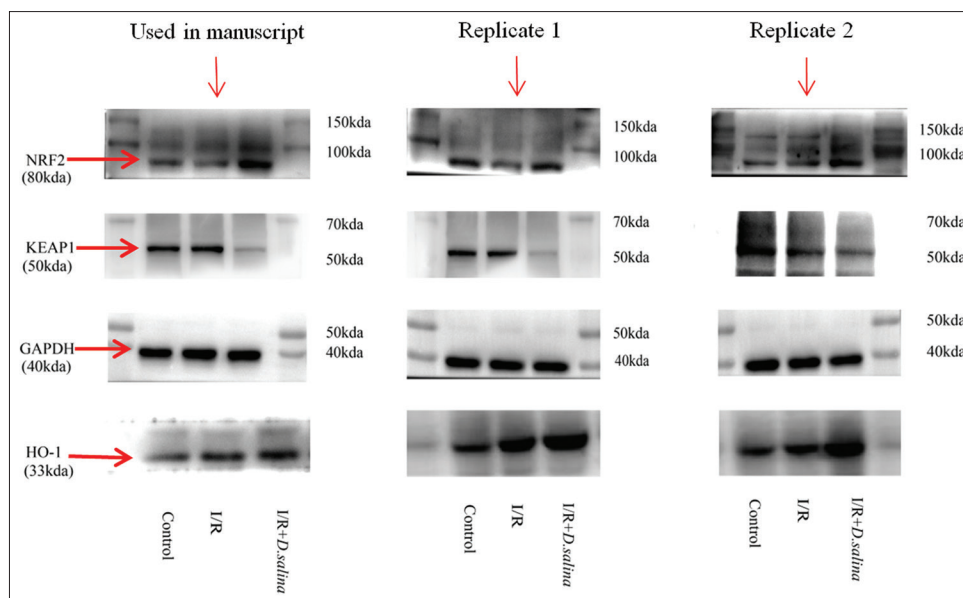 Used in manuscript
Replicate 1
Replicate 2
NRF2
(80kda)
150kda
100kda
150kda
100kda
150kda
100kda
KEAP1
(50kda)
70kda
50kda
70kda
50kda
70kda
50kda
GAPDH
(40kda)
50kda
40kda
50kda
40kda
50kda
40kda
HO-1
(33kda)
Control
I/R
I/R+D.salina
Control
I/R
I/R+D.salina
Control
I/R
I/R+D.salina